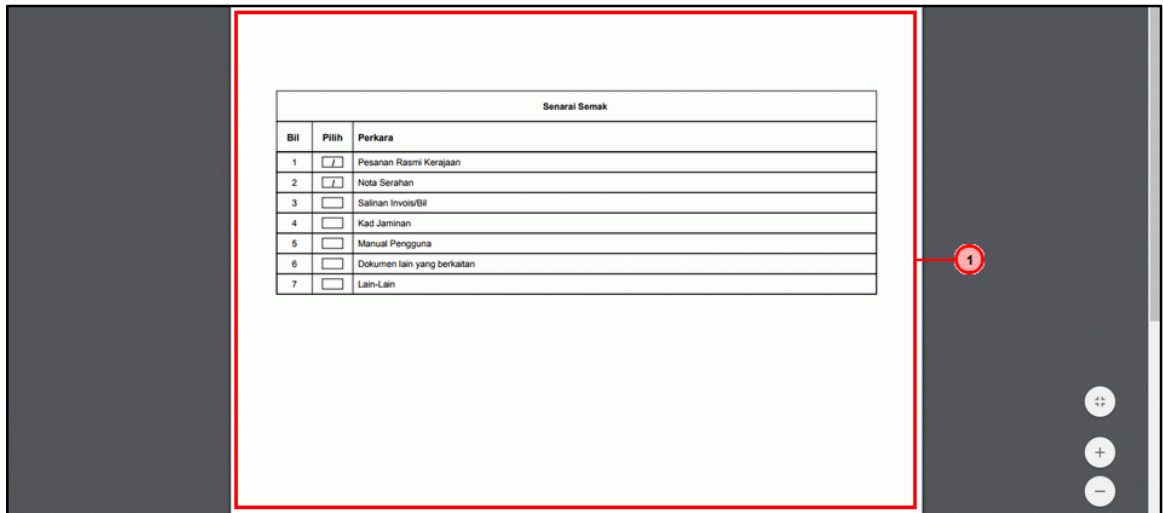 Senarai Semak
Bil Pilih Perkara
1 / Pesanan Rasmi Kerajaan
2 / Nota Serahan
3 Salinan Invois/Bil
4 Kad Jaminan
5 Manual Pengguna
6 Dokumen lain yang berkaitan
7 Lain-Lain
1